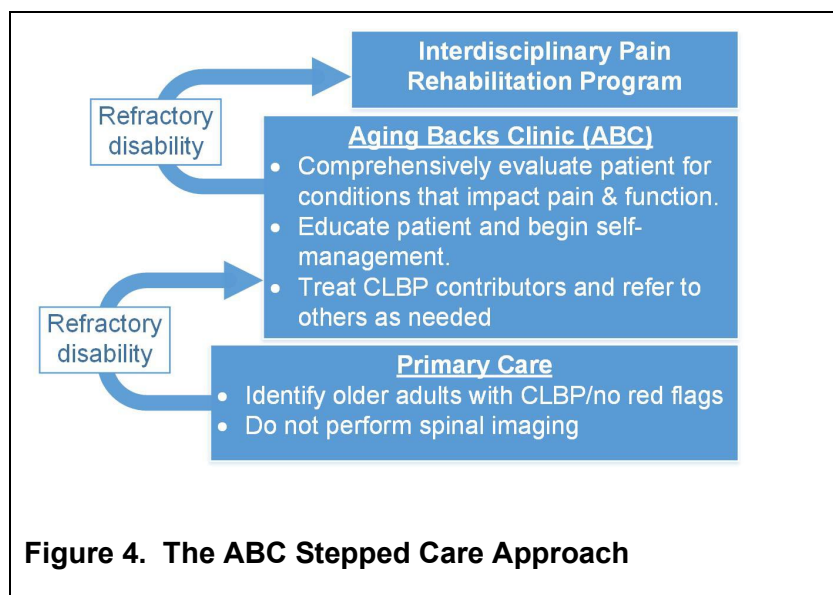 Interdisciplinary Pain
Rehabilitation Program
Refractory
disability
Aging Backs Clinic (ABC)
• Comprehensively evaluate patient for
conditions that impact pain & function.
• Educate patient and begin self-
management.
• Treat CLBP contributors and refer to
others as needed
Refractory
disability
Primary Care
• Identify older adults with CLBP/no red flags
• Do not perform spinal imaging
Figure 4. The ABC Stepped Care Approach